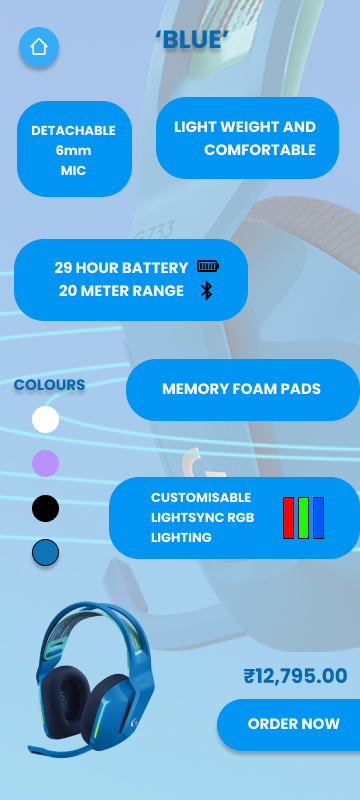 ‘BLUE’
DETACHABLE
6mm
MIC
LIGHT WEIGHT AND
COMFORTABLE
G733
29 HOUR BATTERY
20 METER RANGE
COLOURS
MEMORY FOAM PADS
CUSTOMISABLE
LIGHTSYNC RGB
LIGHTING
₹12,795.00
ORDER NOW